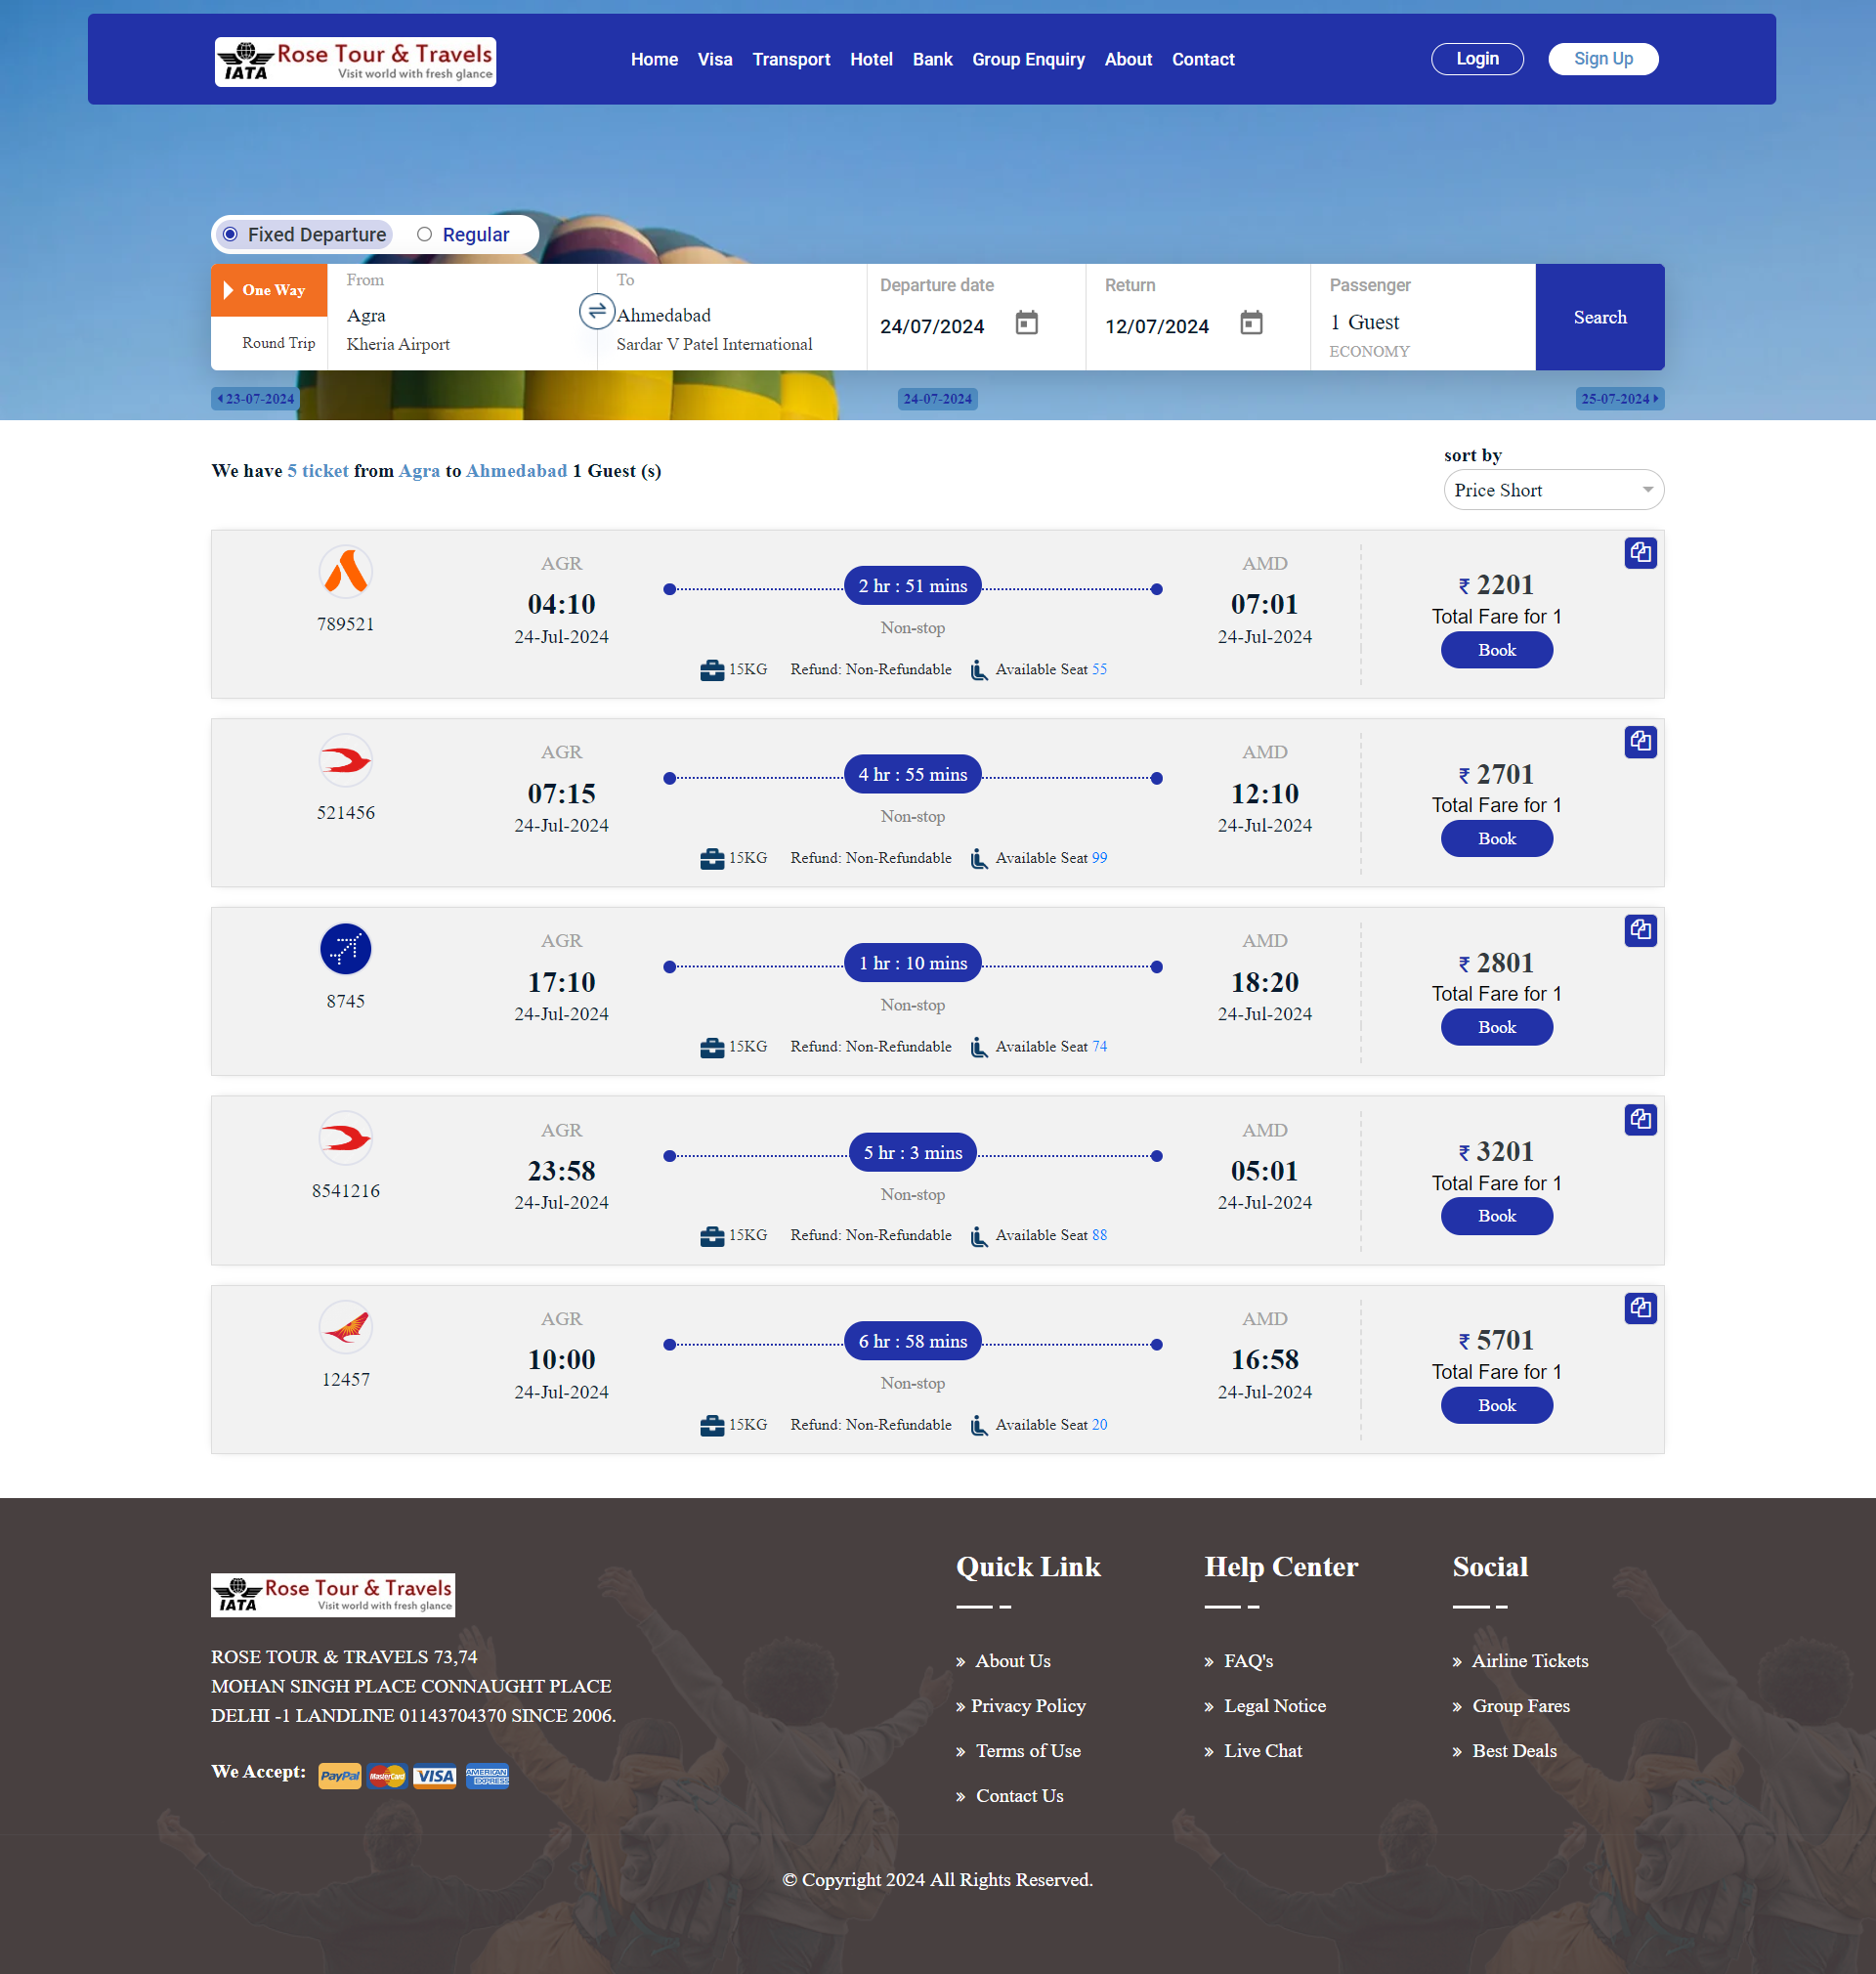 IATA Rose Tour & Travels
Visit world with fresh glance
Home Visa Transport Hotel Bank Group Enquiry About Contact
Login Sign Up
Fixed Departure Regular
One Way
Round Trip
From
Agra
Kheria Airport
To
Ahmedabad
Sardar V Patel International
Departure date
24/07/2024
Return
12/07/2024
Passenger
1 Guest
ECONOMY
Search
23-07-2024 24-07-2024 25-07-2024
We have 5 ticket from Agra to Ahmedabad 1 Guest (s)
sort by
Price Short
789521
AGR
04:10
24-Jul-2024
2 hr : 51 mins
Non-stop
15KG Refund: Non-Refundable Available Seat 55
AMD
07:01
24-Jul-2024
₹ 2201
Total Fare for 1
Book
521456
AGR
07:15
24-Jul-2024
4 hr : 55 mins
Non-stop
15KG Refund: Non-Refundable Available Seat 99
AMD
12:10
24-Jul-2024
₹ 2701
Total Fare for 1
Book
8745
AGR
17:10
24-Jul-2024
1 hr : 10 mins
Non-stop
15KG Refund: Non-Refundable Available Seat 74
AMD
18:20
24-Jul-2024
₹ 2801
Total Fare for 1
Book
8541216
AGR
23:58
24-Jul-2024
5 hr : 3 mins
Non-stop
15KG Refund: Non-Refundable Available Seat 88
AMD
05:01
24-Jul-2024
₹ 3201
Total Fare for 1
Book
12457
AGR
10:00
24-Jul-2024
6 hr : 58 mins
Non-stop
15KG Refund: Non-Refundable Available Seat 20
AMD
16:58
24-Jul-2024
₹ 5701
Total Fare for 1
Book
IATA Rose Tour & Travels
Visit world with fresh glance
ROSE TOUR & TRAVELS 73,74
MOHAN SINGH PLACE CONNAUGHT PLACE
DELHI -1 LANDLINE 01143704370 SINCE 2006.
We Accept: PayPal MasterCard VISA AMERICAN EXPRESS
Quick Link
» About Us
» Privacy Policy
» Terms of Use
» Contact Us
Help Center
» FAQ's
» Legal Notice
» Live Chat
Social
» Airline Tickets
» Group Fares
» Best Deals
© Copyright 2024 All Rights Reserved.